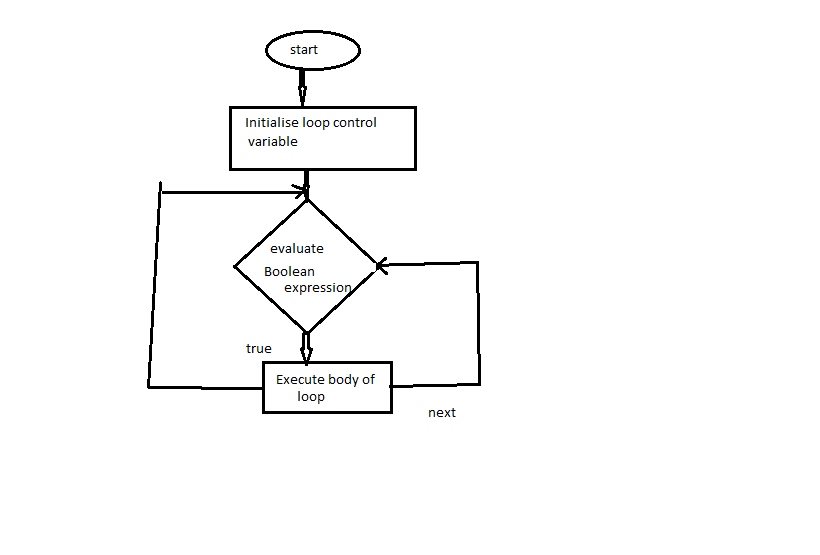 start
Initialise loop control
variable
evaluate
Boolean
expression
true
Execute body of
loop
next